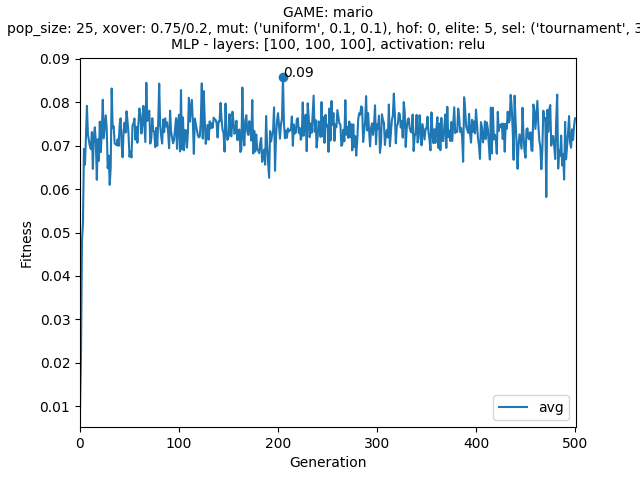 GAME: mario
pop_size: 25, xover: 0.75/0.2, mut: ('uniform', 0.1, 0.1), hof: 0, elite: 5, sel: ('tournament', 3
MLP - layers: [100, 100, 100], activation: relu
0.09
0.09
0.08
0.07
0.06
0.05
0.04
0.03
0.02
0.01
Fitness
avg
0 100 200 300 400 500
Generation